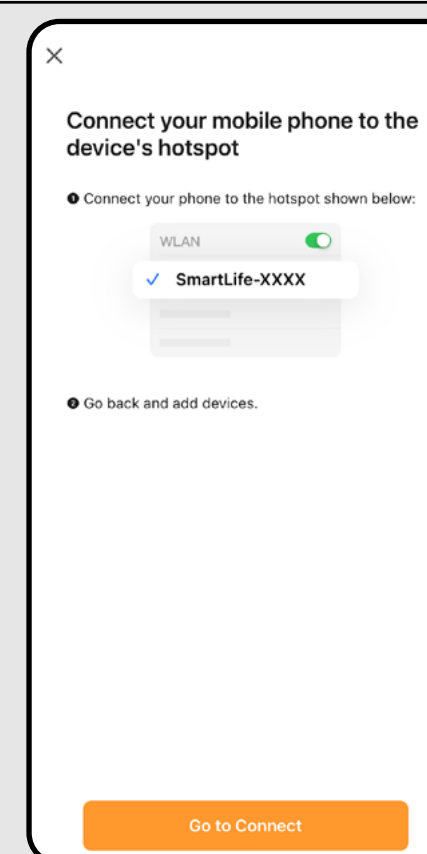 Connect your mobile phone to the
device's hotspot
❶ Connect your phone to the hotspot shown below:
WLAN
SmartLife-XXXX
❷ Go back and add devices.
Go to Connect